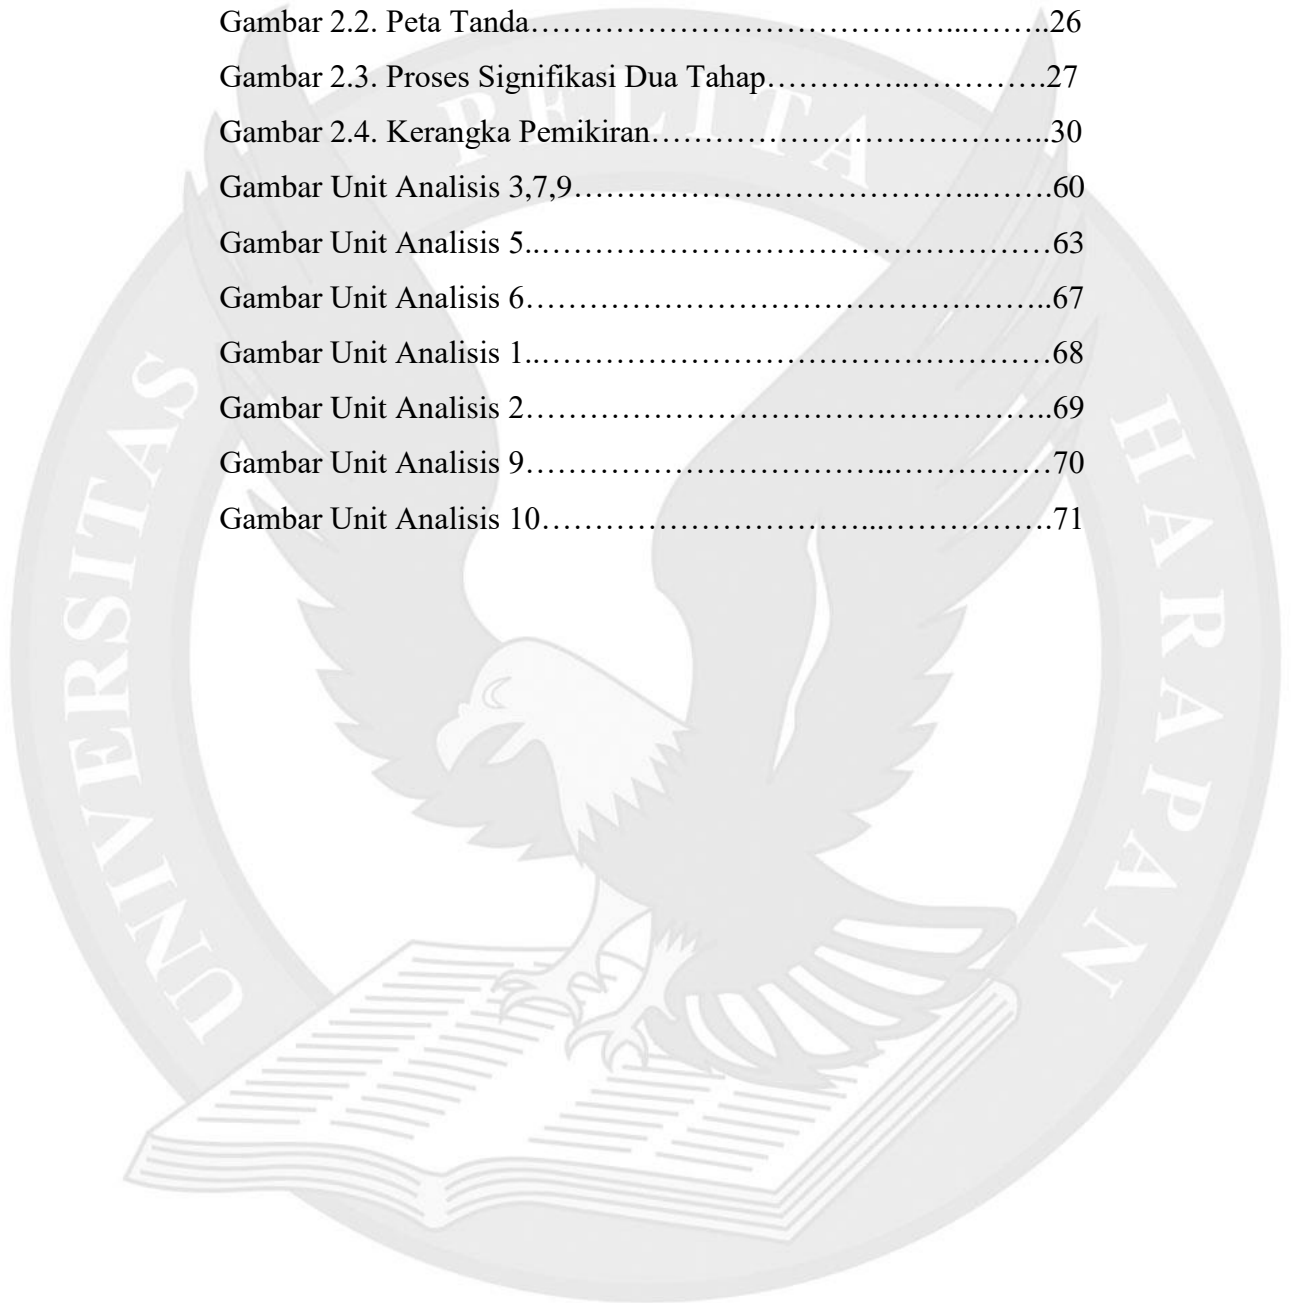 Gambar 2.2. Peta Tanda…………………………………...……..26
Gambar 2.3. Proses Signifikasi Dua Tahap…………..………….27
Gambar 2.4. Kerangka Pemikiran………………………………..30
Gambar Unit Analisis 3,7,9……………….………………..…….60
Gambar Unit Analisis 5..…………………………………………63
Gambar Unit Analisis 6…………………………………………..67
Gambar Unit Analisis 1..…………………………………………68
Gambar Unit Analisis 2…………………………………………..69
Gambar Unit Analisis 9……………………………...……………70
Gambar Unit Analisis 10…………………………...…………….71
UNIVERSITAS PELITA HARAPAN